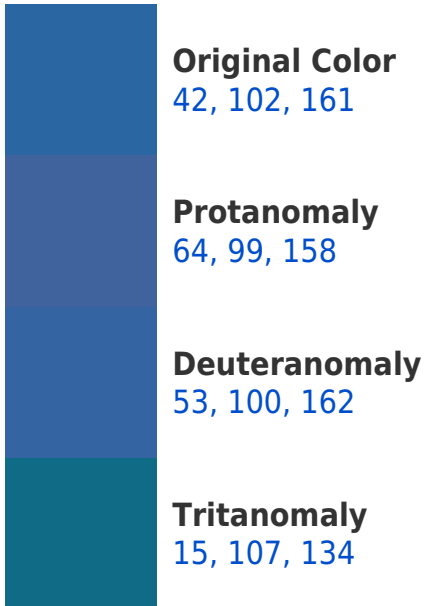 Original Color
42, 102, 161
Protanomaly
64, 99, 158
Deuteranomaly
53, 100, 162
Tritanomaly
15, 107, 134